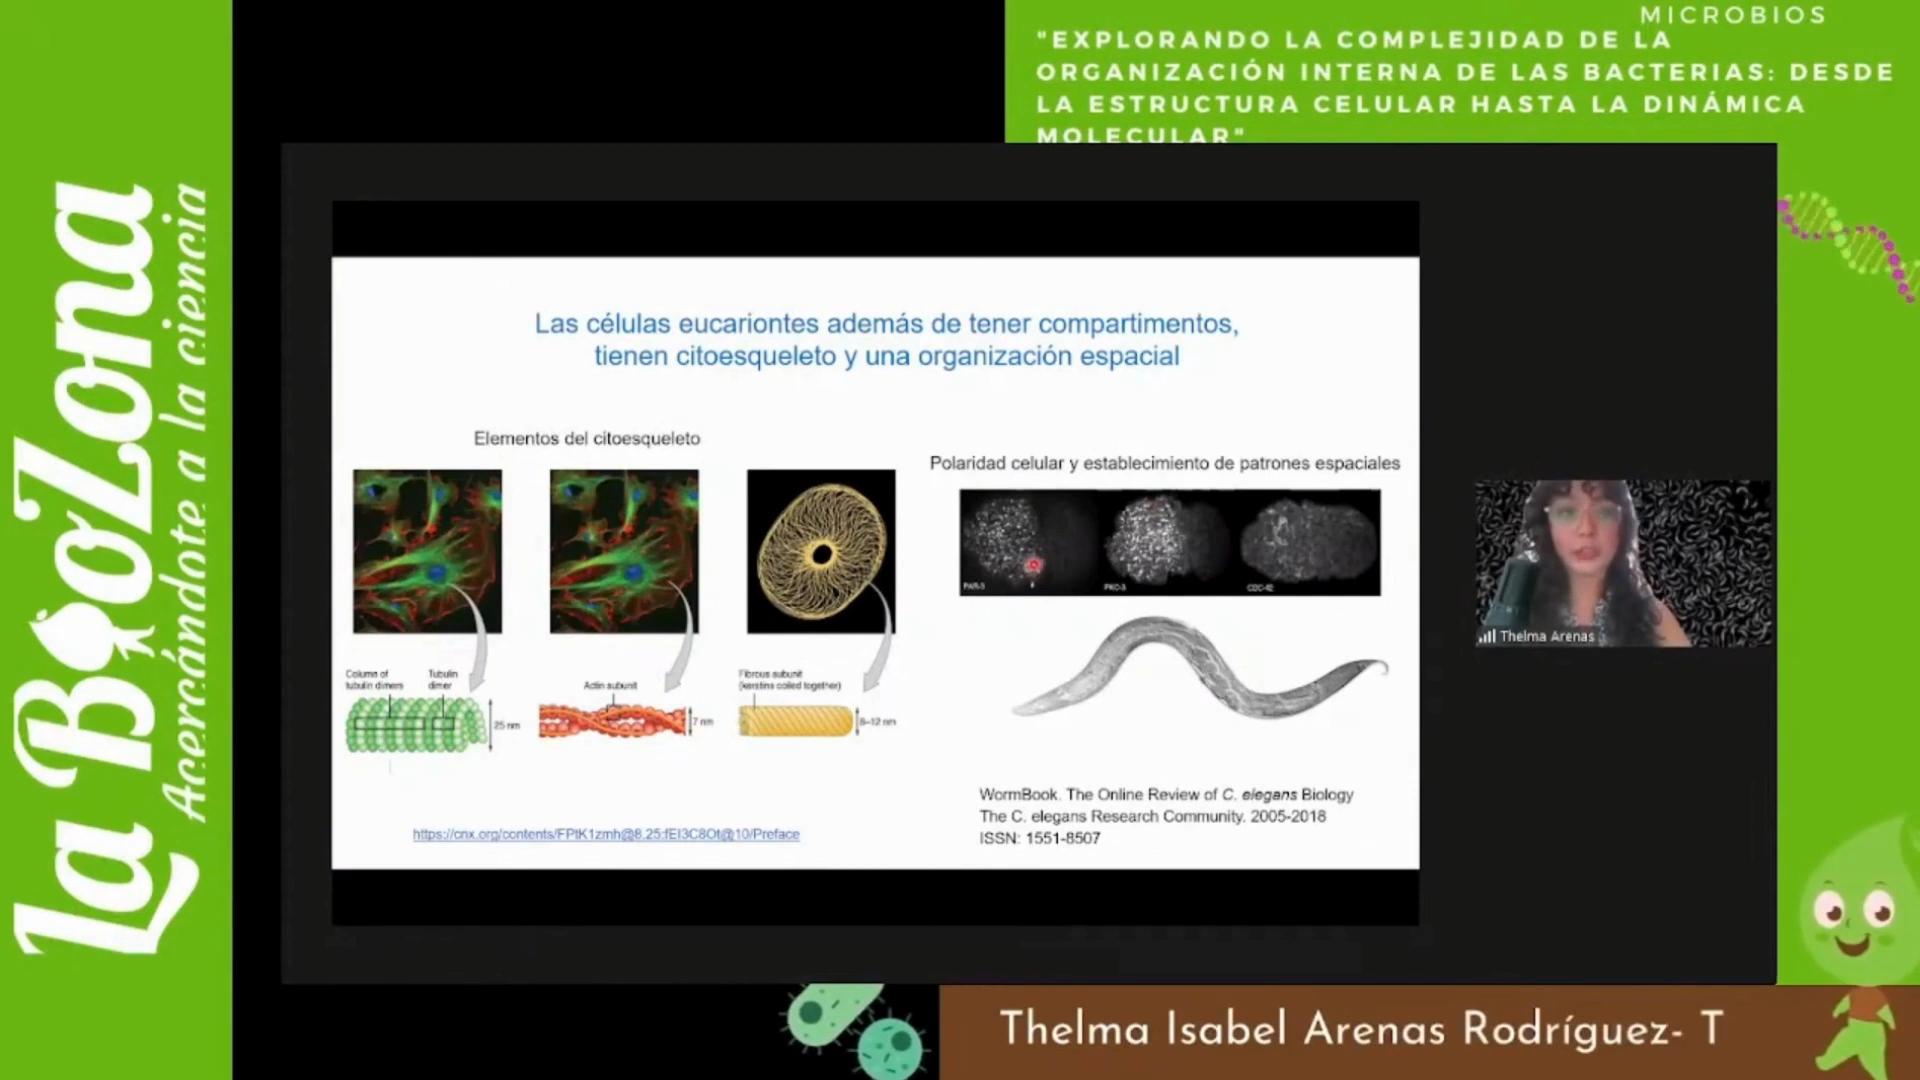 La BioZona
Acercándote a la ciencia
MICROBIOS
"EXPLORANDO LA COMPLEJIDAD DE LA
ORGANIZACIÓN INTERNA DE LAS BACTERIAS: DESDE
LA ESTRUCTURA CELULAR HASTA LA DINÁMICA
MOLECULAR"
Las células eucariontes además de tener compartimentos,
tienen citoesqueleto y una organización espacial
Elementos del citoesqueleto
Polaridad celular y establecimiento de patrones espaciales
PAR-3
PKC-3
CDC-42
Column of
tubulin dimers
Tubulin
dimer
25 nm
Actin subunit
7 nm
Fibrous subunit
(keratins coiled together)
8–12 nm
WormBook. The Online Review of C. elegans Biology
The C. elegans Research Community. 2005-2018
ISSN: 1551-8507
https://cnx.org/contents/FPtK1zmh@8.25:fEI3C8Ot@10/Preface
Thelma Arenas
Thelma Isabel Arenas Rodríguez- T